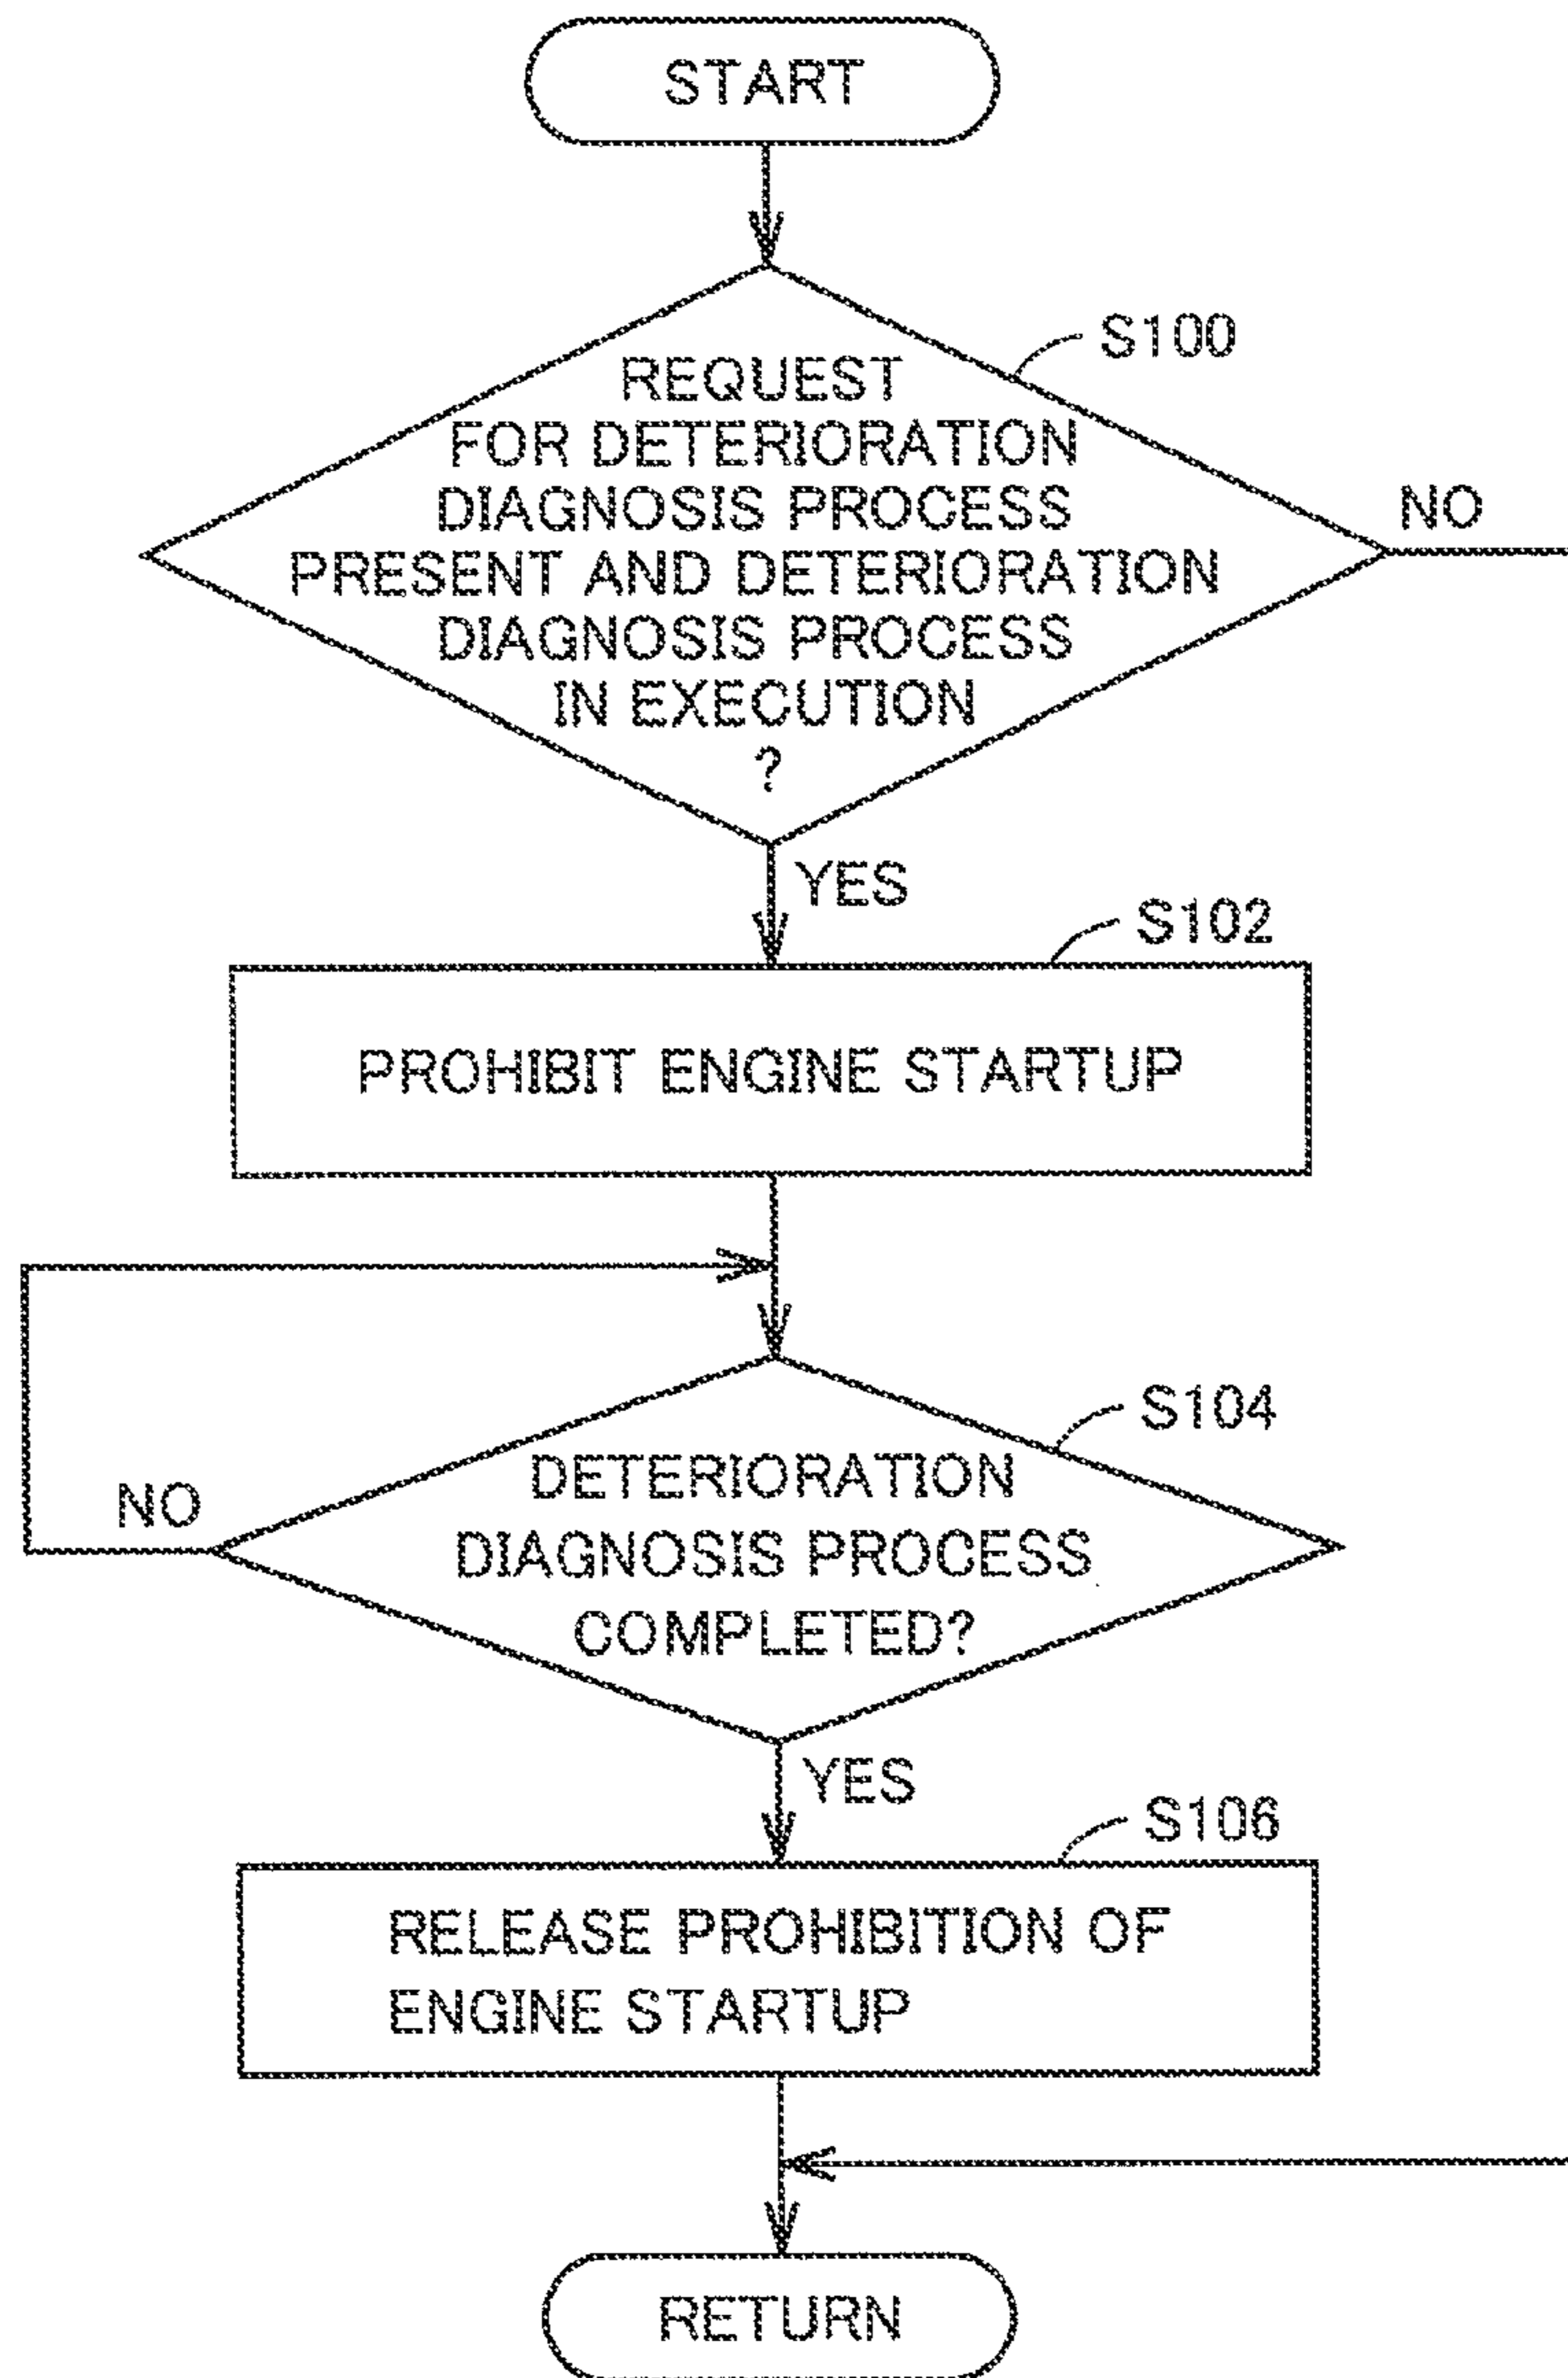 START
S100
REQUEST
FOR DETERIORATION
DIAGNOSIS PROCESS
PRESENT AND DETERIORATION
DIAGNOSIS PROCESS
IN EXECUTION
?
NO
YES
S102
PROHIBIT ENGINE STARTUP
S104
DETERIORATION
DIAGNOSIS PROCESS
COMPLETED?
NO
YES
S106
RELEASE PROHIBITION OF
ENGINE STARTUP
RETURN